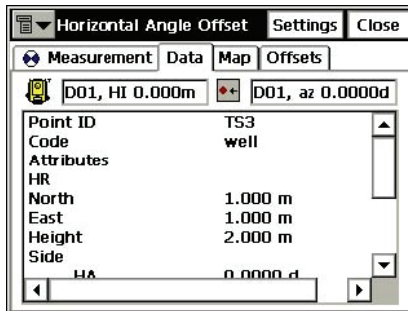 Horizontal Angle Offset Settings Close
Measurement Data Map Offsets
D01, HI 0.000m D01, az 0.0000d
Point ID TS3
Code well
Attributes
HR
North 1.000 m
East 1.000 m
Height 2.000 m
Side
HA 0.0000 d